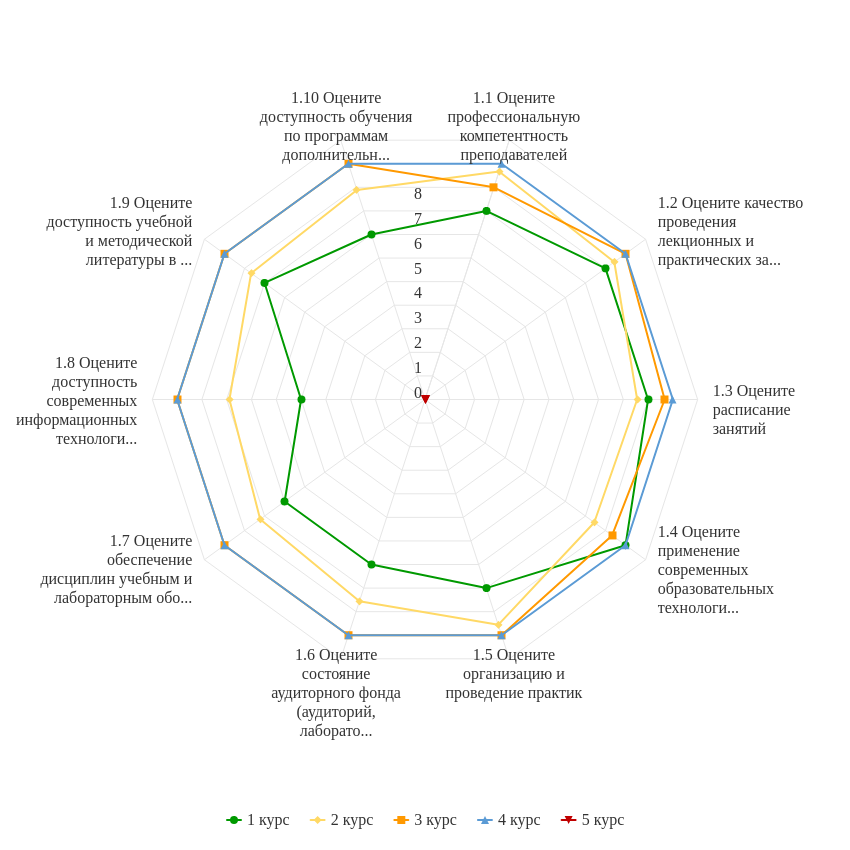 1.10 Оцените
доступность обучения
по программам
дополнительн...
1.1 Оцените
профессиональную
компетентность
преподавателей
1.2 Оцените качество
проведения
лекционных и
практических за...
1.3 Оцените
расписание
занятий
1.4 Оцените
применение
современных
образовательных
технологи...
1.5 Оцените
организацию и
проведение практик
1.6 Оцените
состояние
аудиторного фонда
(аудиторий,
лаборато...
1.7 Оцените
обеспечение
дисциплин учебным и
лабораторным обо...
1.8 Оцените
доступность
современных
информационных
технологи...
1.9 Оцените
доступность учебной
и методической
литературы в ...
8
7
6
5
4
3
2
1
0
1 курс
2 курс
3 курс
4 курс
5 курс